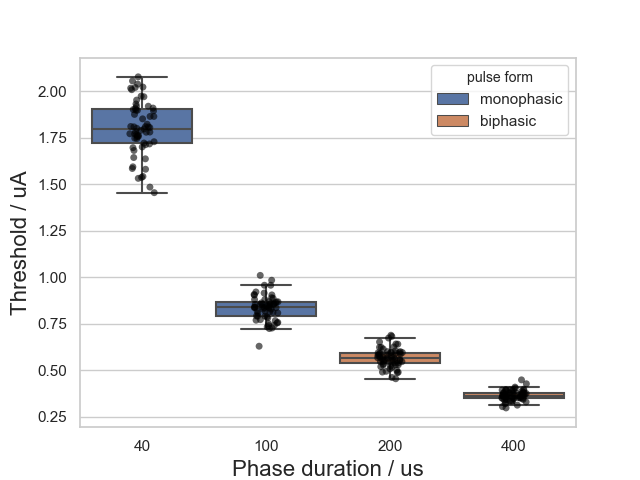 pulse form
monophasic
biphasic
Threshold / uA
2.00
1.75
1.50
1.25
1.00
0.75
0.50
0.25
40 100 200 400
Phase duration / us